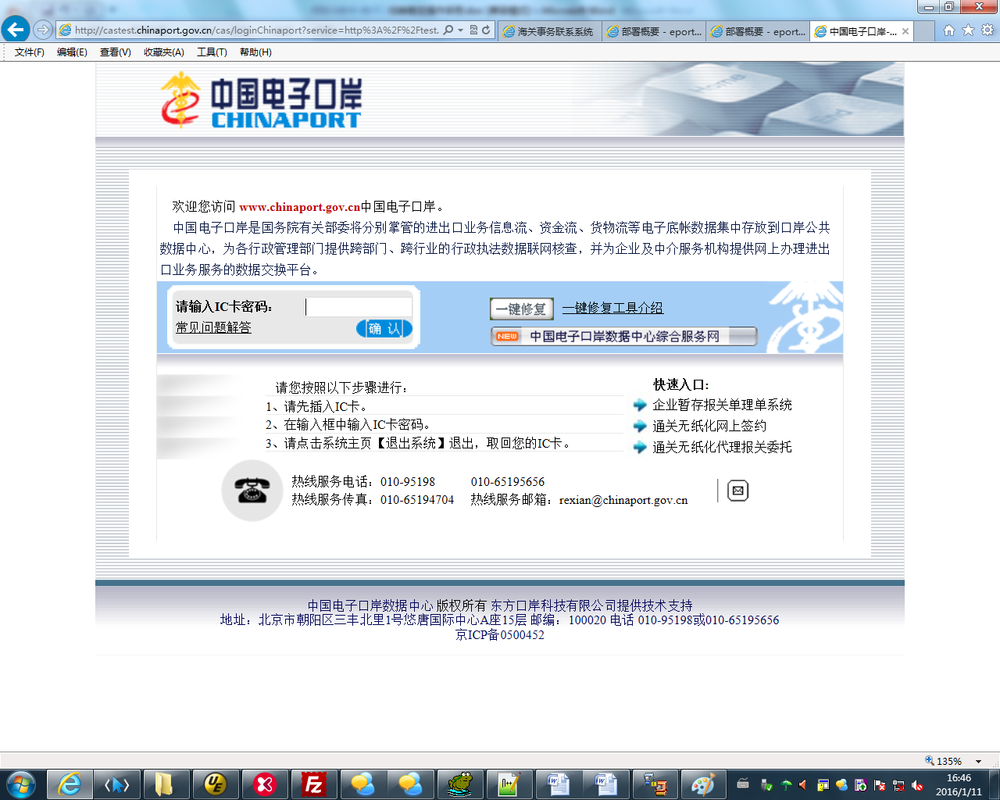 http://castest.chinaport.gov.cn/cas/loginChinaport?service=http%3A%2F%2Ftest.
海关事务联系系统
部署概要 - eport...
部署概要 - eport...
中国电子口岸-...
文件(F) 编辑(E) 查看(V) 收藏夹(A) 工具(T) 帮助(H)
中国电子口岸
CHINAPORT
欢迎您访问 www.chinaport.gov.cn中国电子口岸。
中国电子口岸是国务院有关部委将分别掌管的进出口业务信息流、资金流、货物流等电子底帐数据集中存放到口岸公共
数据中心，为各行政管理部门提供跨部门、跨行业的行政执法数据联网核查，并为企业及中介服务机构提供网上办理进出
口业务服务的数据交换平台。
请输入IC卡密码：
常见问题解答
确 认
一键修复 一键修复工具介绍
NEW 中国电子口岸数据中心综合服务网
请您按照以下步骤进行：
1、请先插入IC卡。
2、在输入框中输入IC卡密码。
3、请点击系统主页【退出系统】退出，取回您的IC卡。
快速入口：
企业暂存报关单理单系统
通关无纸化网上签约
通关无纸化代理报关委托
热线服务电话：010-95198 010-65195656
热线服务传真：010-65194704 热线服务邮箱：rexian@chinaport.gov.cn
中国电子口岸数据中心 版权所有 东方口岸科技有限公司提供技术支持
地址：北京市朝阳区三丰北里1号悠唐国际中心A座15层 邮编：100020 电话 010-95198或010-65195656
京ICP备0500452
135%
16:46
2016/1/11